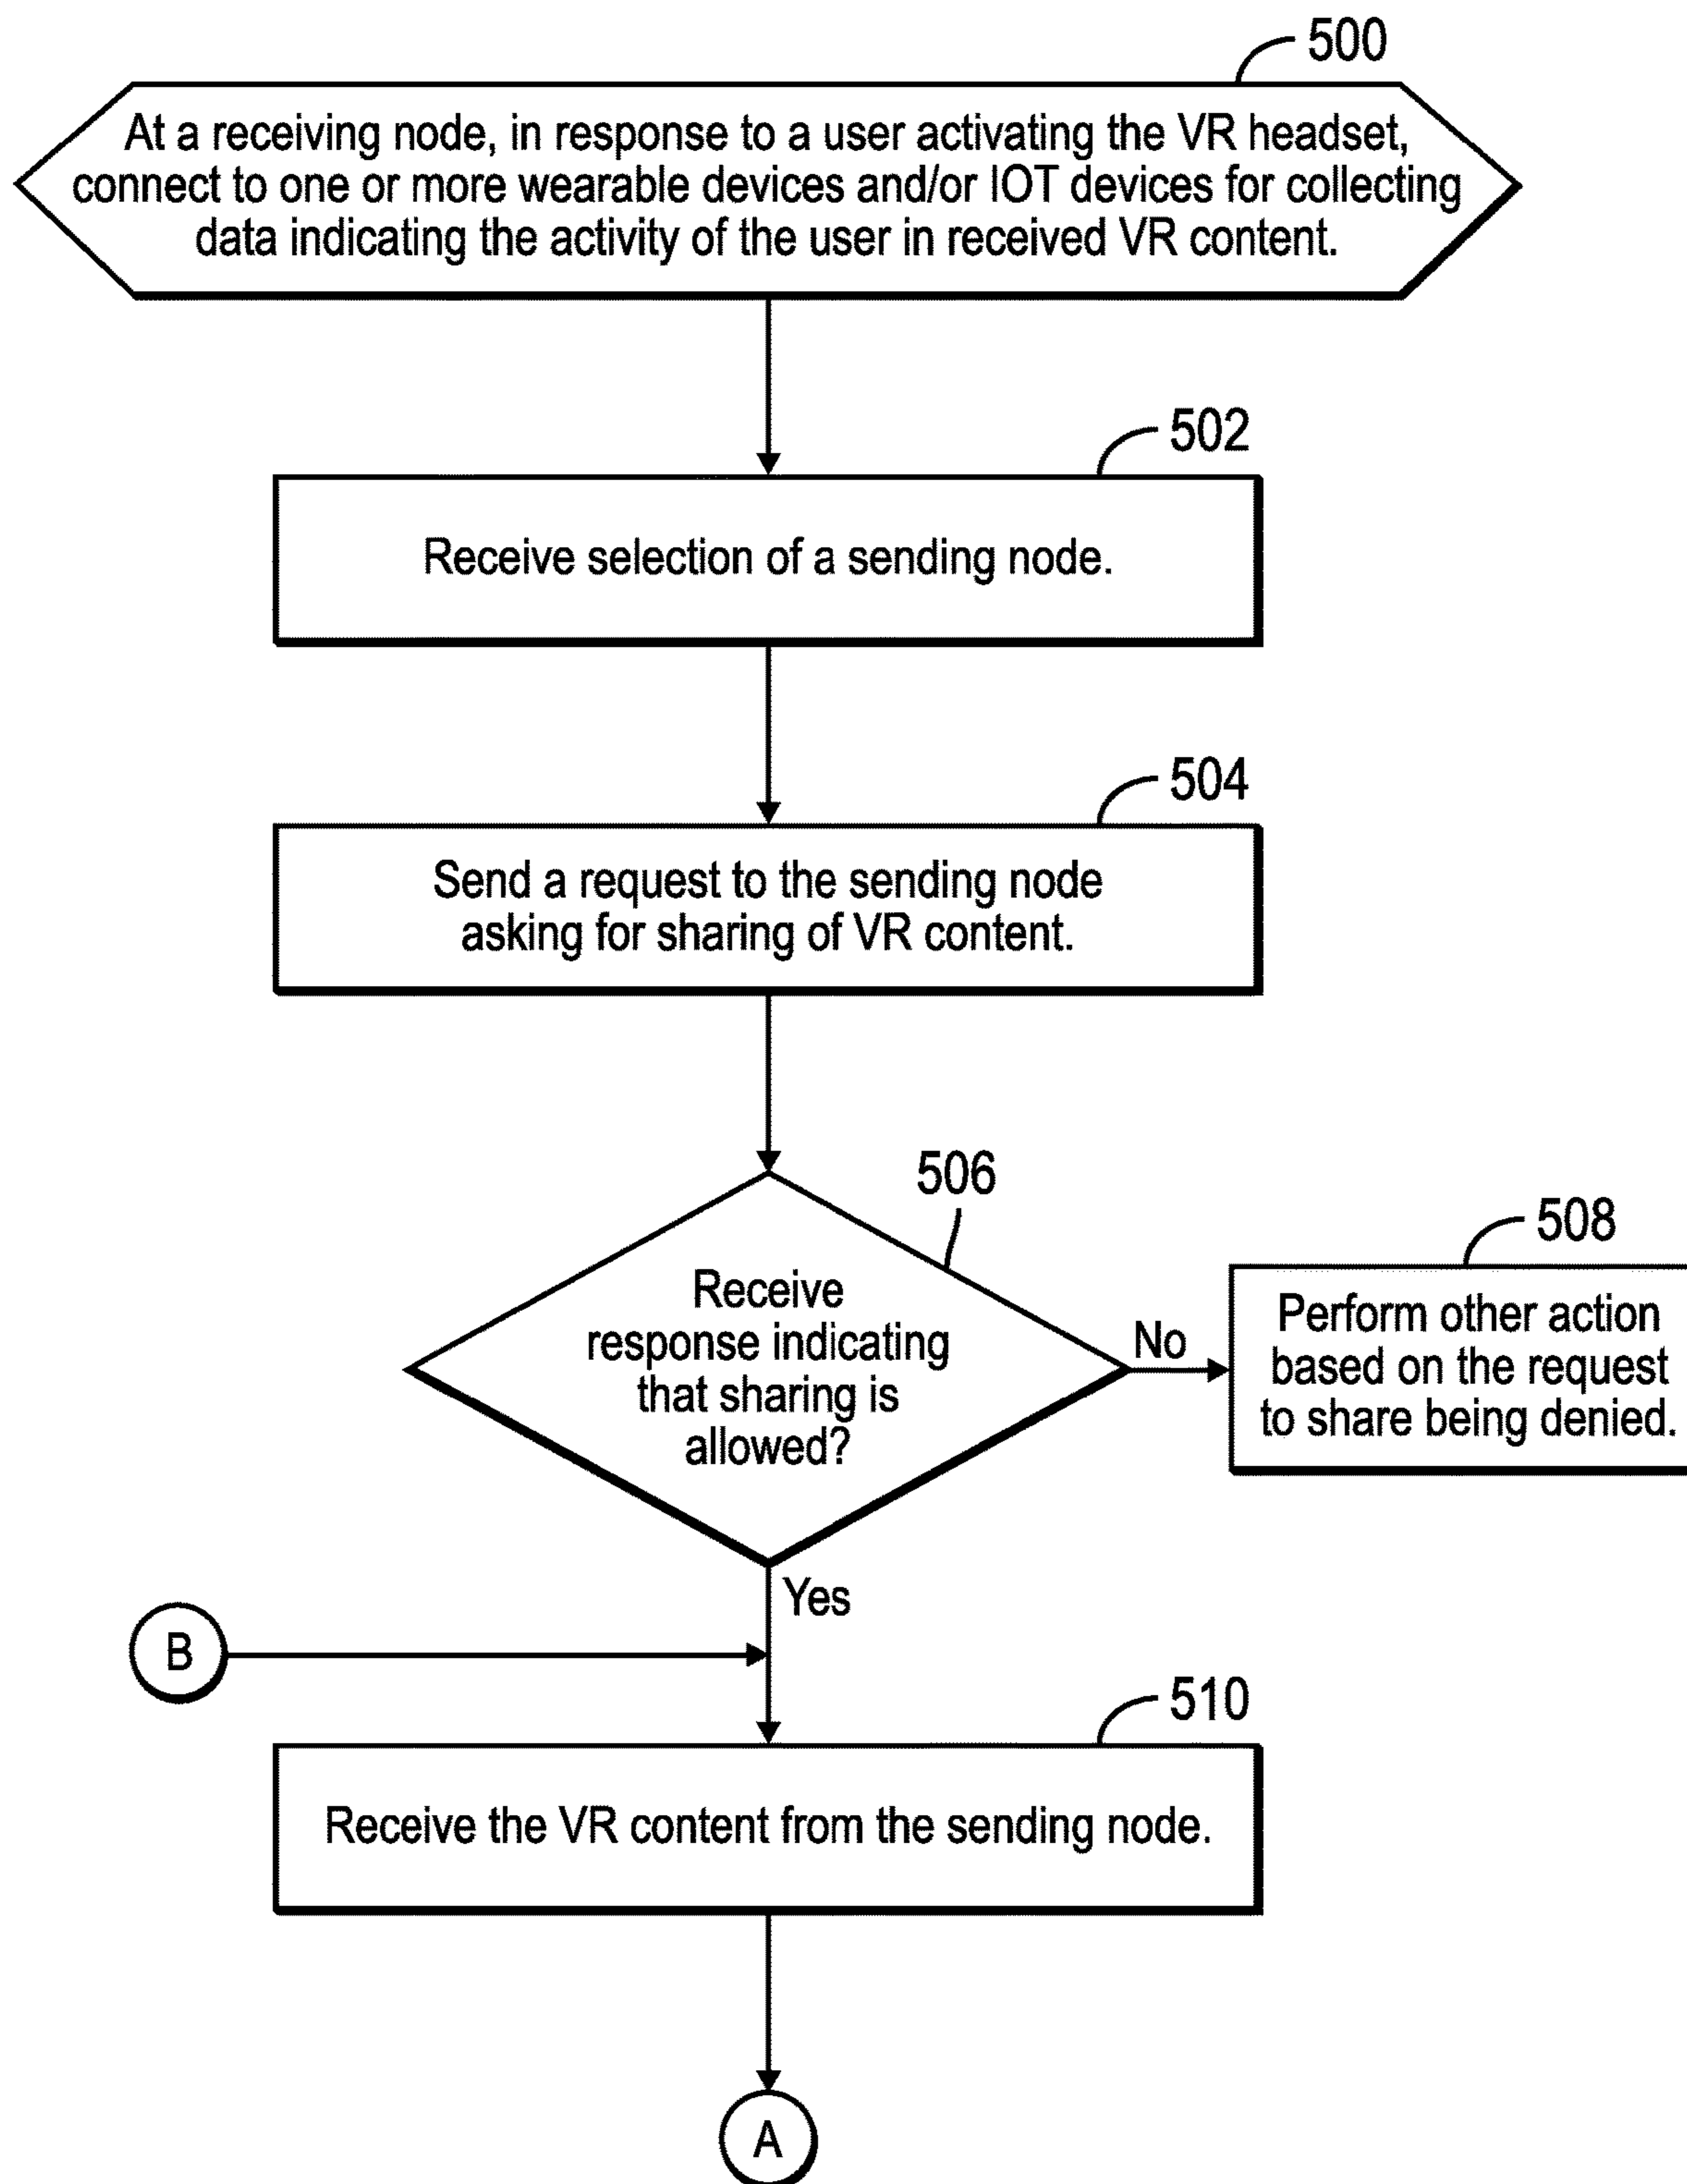 500
At a receiving node, in response to a user activating the VR headset,
connect to one or more wearable devices and/or IOT devices for collecting
data indicating the activity of the user in received VR content.
502
Receive selection of a sending node.
504
Send a request to the sending node
asking for sharing of VR content.
506
Receive
response indicating
that sharing is
allowed?
No
508
Perform other action
based on the request
to share being denied.
Yes
B
510
Receive the VR content from the sending node.
A